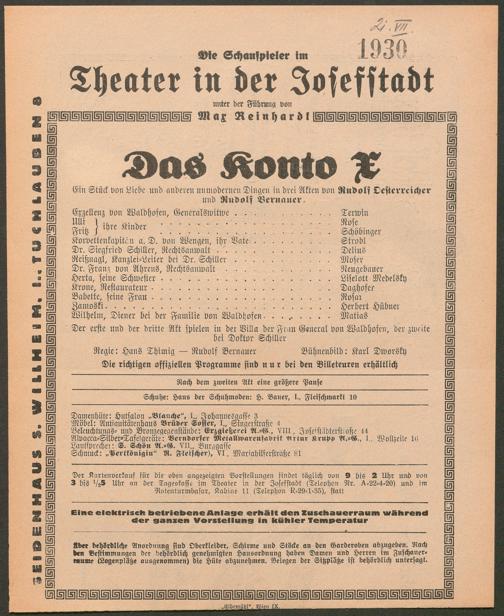 2. VII.
1930
Die Schauspieler im
Theater in der Josefstadt
unter der Führung von
Max Reinhardt
SEIDENHAUS S. WILLHEIM, I., TUCHLAUBEN 8
Das Konto X
Ein Stück von Liebe und anderen unmodernen Dingen in drei Akten von Rudolf Oesterreicher
und Rudolf Bernauer.
Exzellenz von Waldhofen, Generalswitwe . . . . . . . . Terwin
Illi } ihre Kinder . . . . . . . . Rose
Fritz } . . . . . . . . Schöbinger
Korvettenkapitän a. D. von Wengen, ihr Vate . . . . . . . . Strobl
Dr. Siegfried Schiller, Rechtsanwalt . . . . . . . . Delius
Reißnagl, Kanzlei-Leiter bei Dr. Schiller . . . . . . . . Moser
Dr. Franz von Ahrens, Rechtsanwalt . . . . . . . . Neugebauer
Herta, seine Schwester . . . . . . . . Liselott Medelsky
Krone, Restaurateur . . . . . . . . Daghofer
Babette, seine Frau . . . . . . . . Rosar
Zamoski . . . . . . . . Herbert Hübner
Wilhelm, Diener bei der Familie von Waldhofen . . . . . . . . Matias
Der erste und der dritte Akt spielen in der Villa der Frau General von Waldhofen, der zweite
bei Doktor Schiller
Regie: Hans Thimig — Rudolf Bernauer Bühnenbild: Karl Dworsky
Die richtigen offiziellen Programme sind nur bei den Billeteuren erhältlich
Nach dem zweiten Akt eine größere Pause
Schuhe: Haus der Schuhmoden: H. Bauer, I., Fleischmarkt 10
Damenhüte: Hutsalon „Blanche", I., Johannesgasse 3
Möbel: Antiquitätenhaus Brüder Soffer, I., Singerstraße 4
Beleuchtungs- und Bronzegegenstände: Erzgießerei A.-G., VIII., Josefstädterstraße 44
Alpacca-Silber-Tafelgeräte: Berndorfer Metallwarenfabrik Artur Krupp A.-G., I., Wollzeile 16
Lautsprecher: E. Schön A.-G., VII., Burggasse
Schmuck: „Perlkönigin" (R. Fleischer), VI., Mariahilferstraße 81
Der Kartenverkauf für die oben angezeigten Vorstellungen findet täglich von 9 bis 2 Uhr und von
3 bis ½5 Uhr an der Tageskasse im Theater in der Josefstadt (Telephon Nr. A-22-4-20) und im
Rotenturmbasar, Kabine 11 (Telephon R-29-1-35), statt
Eine elektrisch betriebene Anlage erhält den Zuschauerraum während
der ganzen Vorstellung in kühler Temperatur
Über behördliche Anordnung sind Oberkleider, Schirme und Stöcke an den Garderoben abzugeben. Nach
den Bestimmungen der behördlich genehmigten Hausordnung haben Damen und Herren im Zuschauer-
raume (Logenplätze ausgenommen) die Hüte abzunehmen. Belegen der Sitzplätze ist behördlich untersagt.
„Elbemühl", Wien IX.